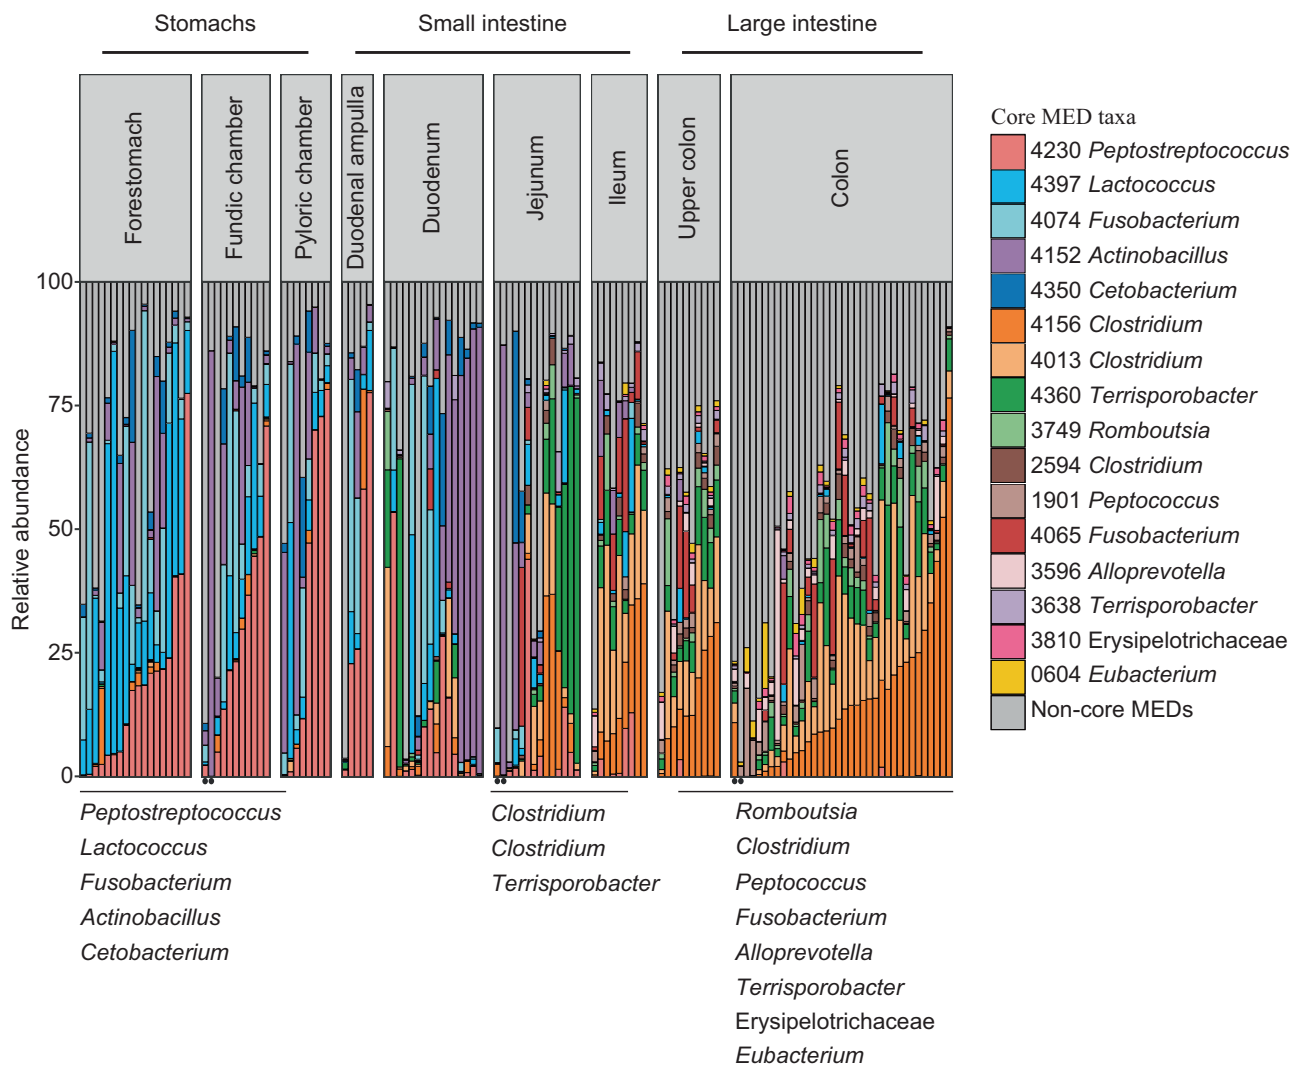 Stomachs
Small intestine
Large intestine
Forestomach
Fundic chamber
Pyloric chamber
Duodenal ampulla
Duodenum
Jejunum
Ileum
Upper colon
Colon
Relative abundance
100
75
50
25
0
Core MED taxa
4230 Peptostreptococcus
4397 Lactococcus
4074 Fusobacterium
4152 Actinobacillus
4350 Cetobacterium
4156 Clostridium
4013 Clostridium
4360 Terrisporobacter
3749 Romboutsia
2594 Clostridium
1901 Peptococcus
4065 Fusobacterium
3596 Alloprevotella
3638 Terrisporobacter
3810 Erysipelotrichaceae
0604 Eubacterium
Non-core MEDs
Peptostreptococcus
Lactococcus
Fusobacterium
Actinobacillus
Cetobacterium
Clostridium
Clostridium
Terrisporobacter
Romboutsia
Clostridium
Peptococcus
Fusobacterium
Alloprevotella
Terrisporobacter
Erysipelotrichaceae
Eubacterium